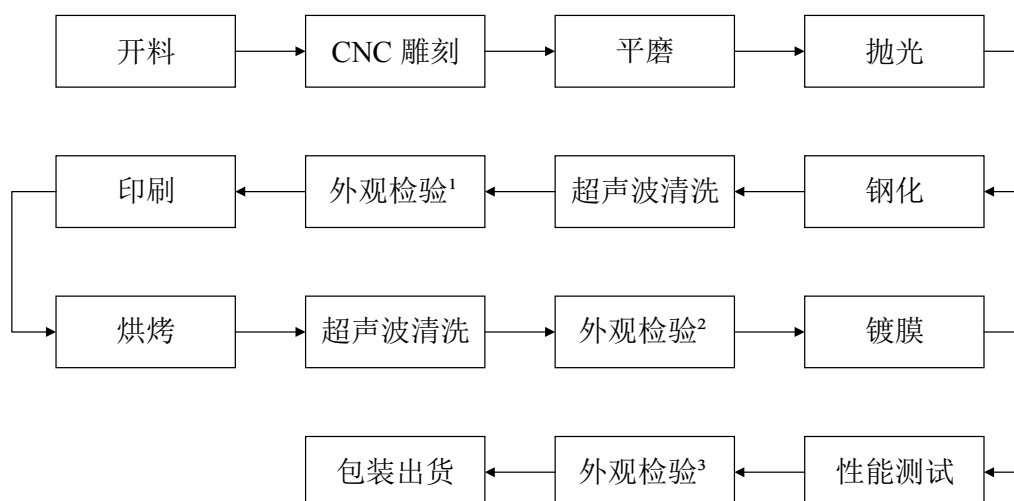 开料
CNC 雕刻
平磨
抛光
印刷
外观检验¹
超声波清洗
钢化
烘烤
超声波清洗
外观检验²
镀膜
包装出货
外观检验³
性能测试